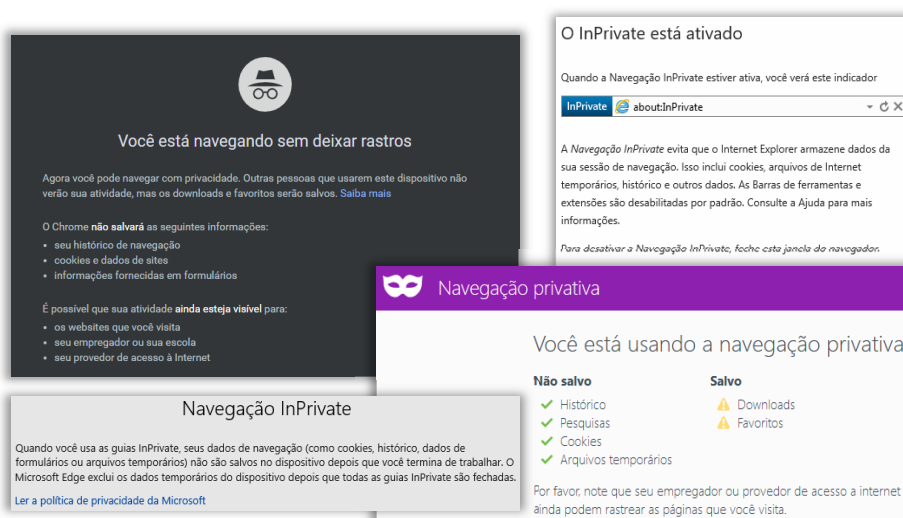 Você está navegando sem deixar rastros
Agora você pode navegar com privacidade. Outras pessoas que usarem este dispositivo não
verão sua atividade, mas os downloads e favoritos serão salvos. Saiba mais
O Chrome não salvará as seguintes informações:
• seu histórico de navegação
• cookies e dados de sites
• informações fornecidas em formulários
É possível que sua atividade ainda esteja visível para:
• os websites que você visita
• seu empregador ou sua escola
• seu provedor de acesso à Internet
O InPrivate está ativado
Quando a Navegação InPrivate estiver ativa, você verá este indicador
InPrivate about:InPrivate
A Navegação InPrivate evita que o Internet Explorer armazene dados da
sua sessão de navegação. Isso inclui cookies, arquivos de Internet
temporários, histórico e outros dados. As Barras de ferramentas e
extensões são desabilitadas por padrão. Consulte a Ajuda para mais
informações.
Para desativar a Navegação InPrivate, feche esta janela do navegador.
Navegação privativa
Você está usando a navegação privativa
Não salvo
Histórico
Pesquisas
Cookies
Arquivos temporários
Salvo
Downloads
Favoritos
Por favor, note que seu empregador ou provedor de acesso a internet
ainda podem rastrear as páginas que você visita.
Navegação InPrivate
Quando você usa as guias InPrivate, seus dados de navegação (como cookies, histórico, dados de
formulários ou arquivos temporários) não são salvos no dispositivo depois que você termina de trabalhar. O
Microsoft Edge exclui os dados temporários do dispositivo depois que todas as guias InPrivate são fechadas.
Ler a política de privacidade da Microsoft